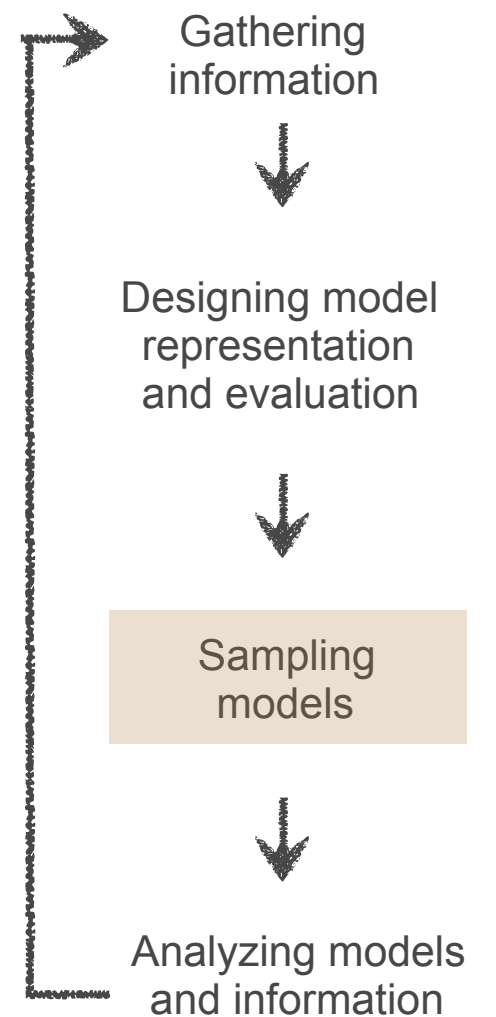 Gathering
information
Designing model
representation
and evaluation
Sampling
models
Analyzing models
and information